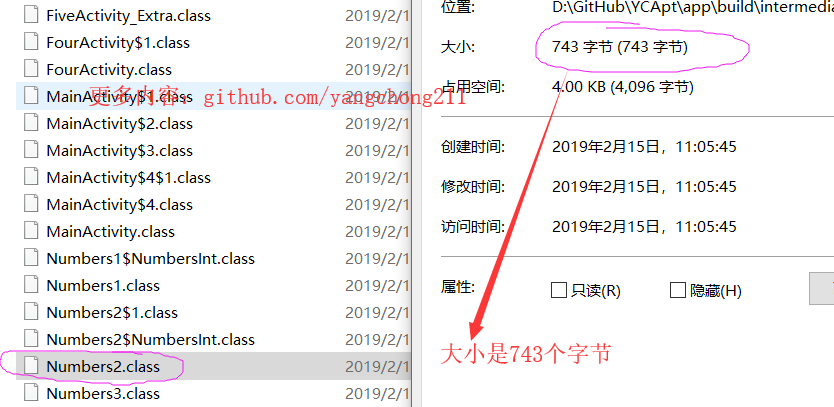 FiveActivity_Extra.class 2019/2/1
FourActivity$1.class 2019/2/1
FourActivity.class 2019/2/1
MainActivity$1.class 2019/2/1
MainActivity$2.class 2019/2/1
MainActivity$3.class 2019/2/1
MainActivity$4$1.class 2019/2/1
MainActivity$4.class 2019/2/1
MainActivity.class 2019/2/1
Numbers1$NumbersInt.class 2019/2/1
Numbers1.class 2019/2/1
Numbers2$1.class 2019/2/1
Numbers2$NumbersInt.class 2019/2/1
Numbers2.class 2019/2/1
Numbers3.class 2019/2/1
更多内容:github.com/yangchong211
位置: D:\GitHub\YCApt\app\build\intermedia
大小: 743 字节 (743 字节)
占用空间: 4.00 KB (4,096 字节)
创建时间: 2019年2月15日，11:05:45
修改时间: 2019年2月15日，11:05:45
访问时间: 2019年2月15日，11:05:45
属性: 只读(R) 隐藏(H)
大小是743个字节